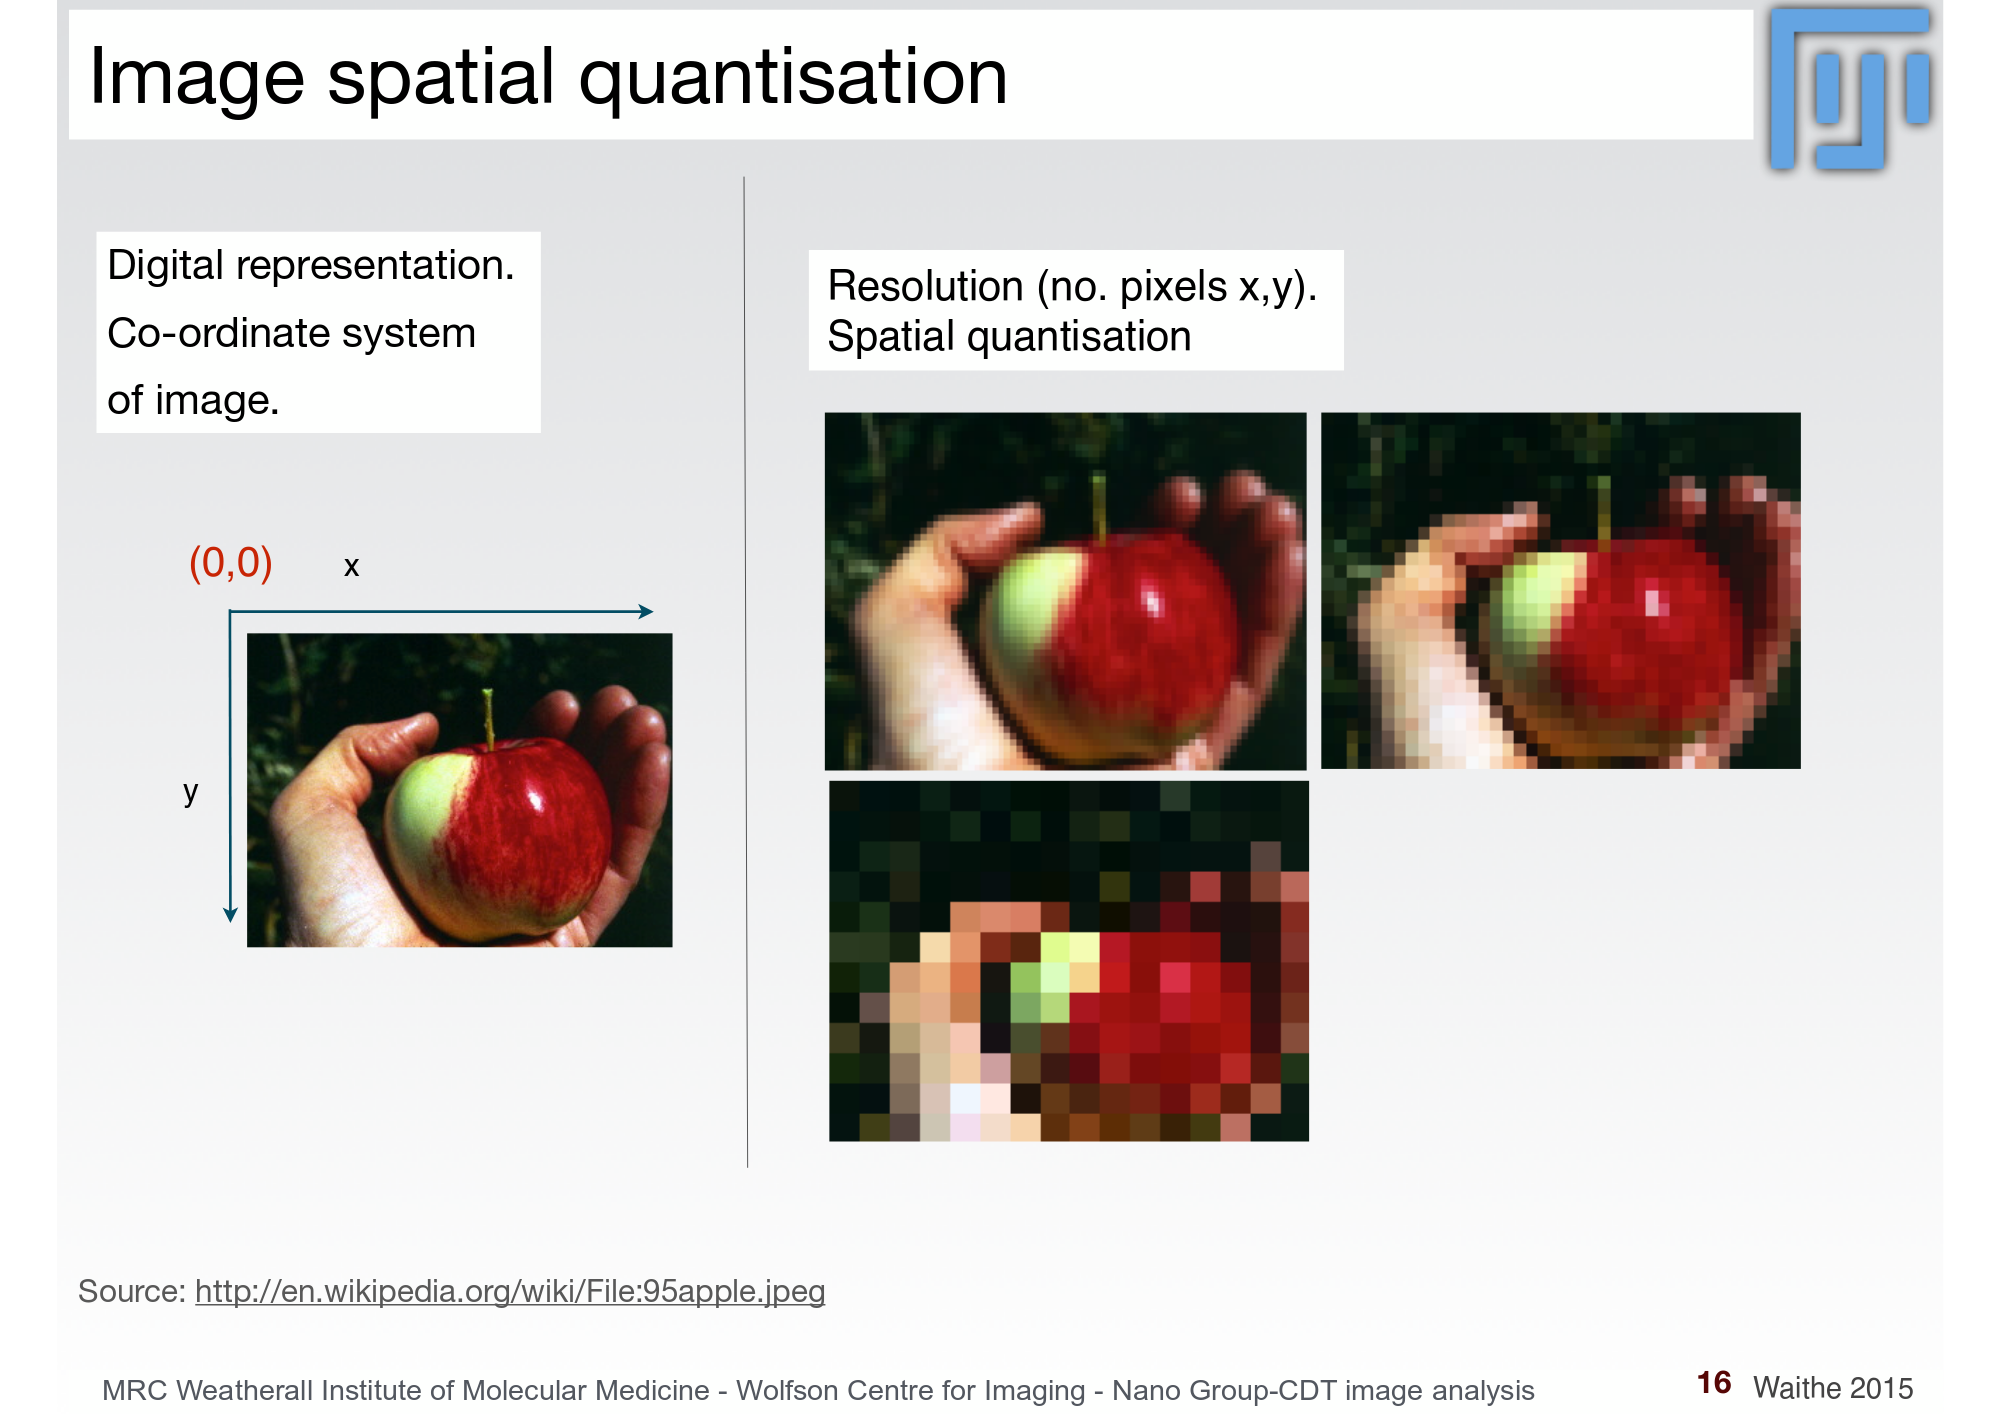 Image spatial quantisation
Digital representation.
Co-ordinate system
of image.
Resolution (no. pixels x,y).
Spatial quantisation
(0,0)
x
y
Source: http://en.wikipedia.org/wiki/File:95apple.jpeg
MRC Weatherall Institute of Molecular Medicine - Wolfson Centre for Imaging - Nano Group-CDT image analysis
16
Waithe 2015